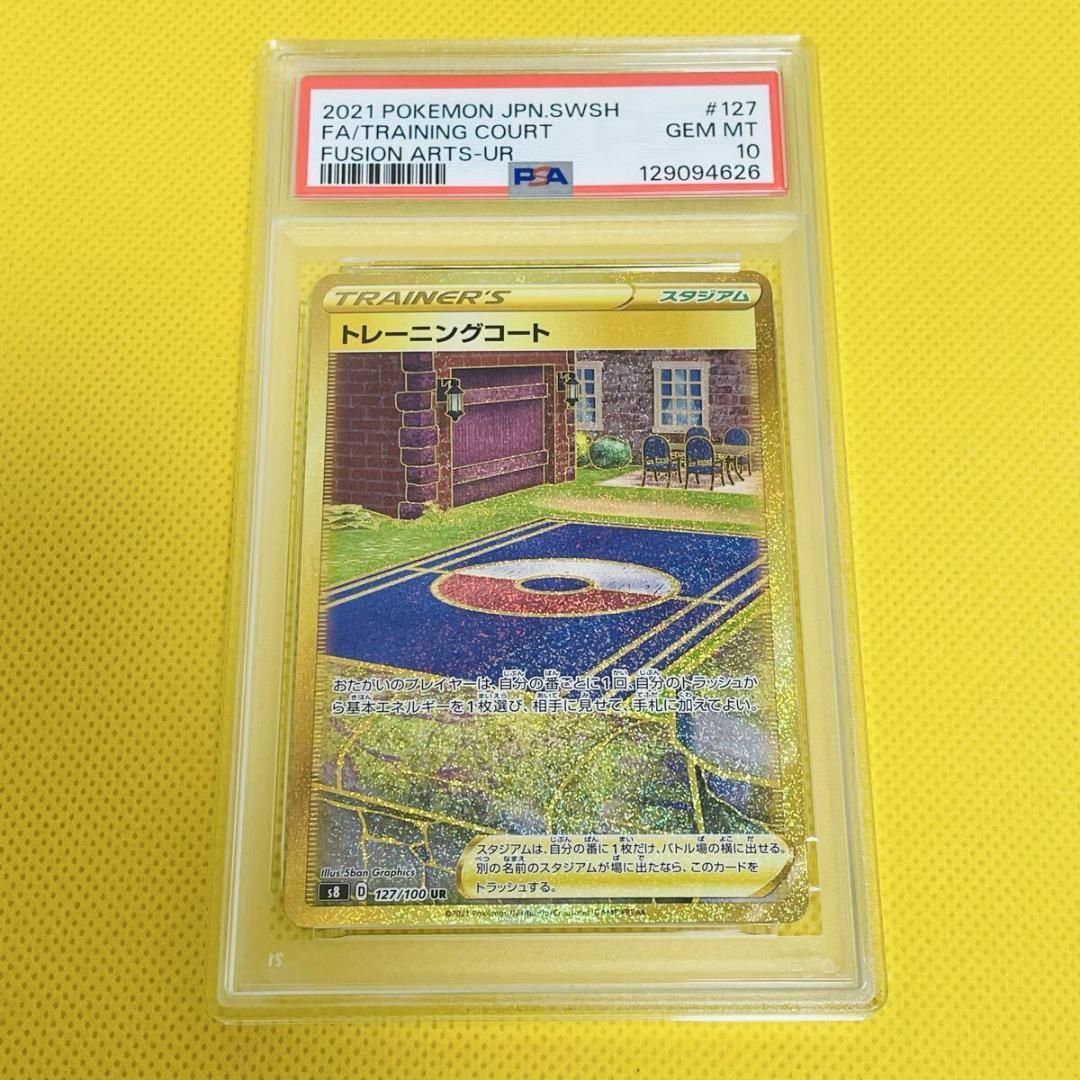 2021 POKEMON JPN.SWSH #127
FA/TRAINING COURT GEM MT
FUSION ARTS-UR 10
PSA 129094626
TRAINER'S スタジアム
トレーニングコート
おたがいのプレイヤーは、自分の番ごとに1回、自分のトラッシュか
ら基本エネルギーを1枚選び、相手に見せて、手札に加えてよい。
スタジアムは、自分の番に1枚だけ、バトル場の横に出せる。
別の名前のスタジアムが場に出たなら、このカードを
トラッシュする。
Illus.5ban Graphics
s8 D 127/100 UR
©2021 Pokémon/Nintendo/Creatures/GAME FREAK